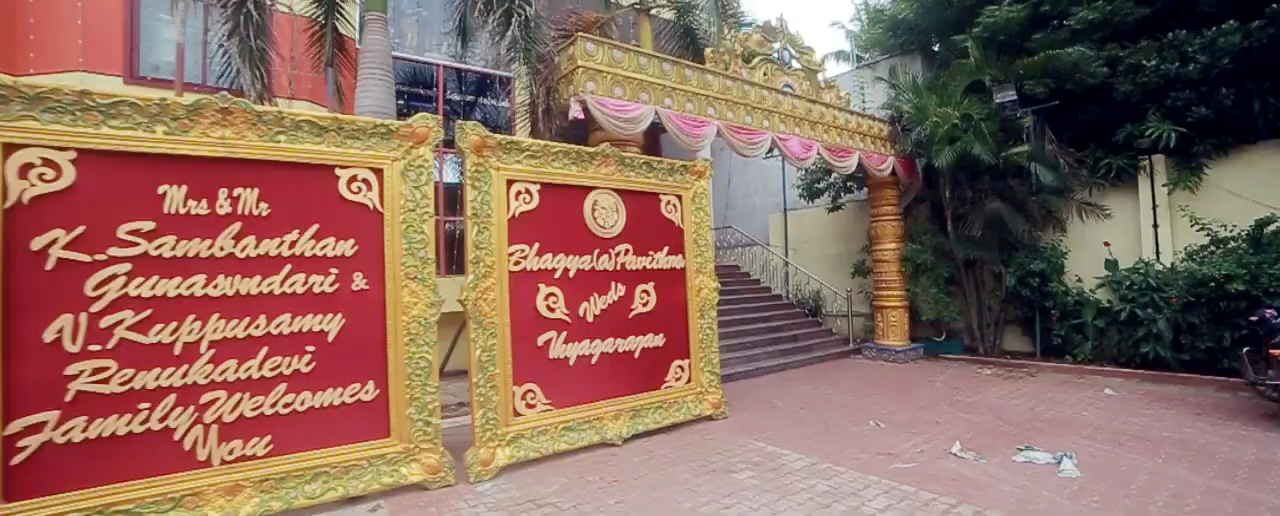 Mrs & Mr
K. Sambanthan
Gunasundari &
V. Kuppusamy
Renukadevi
Family Welcomes
You
Bhagya(a)Pavithra
Weds
Thyagarajan